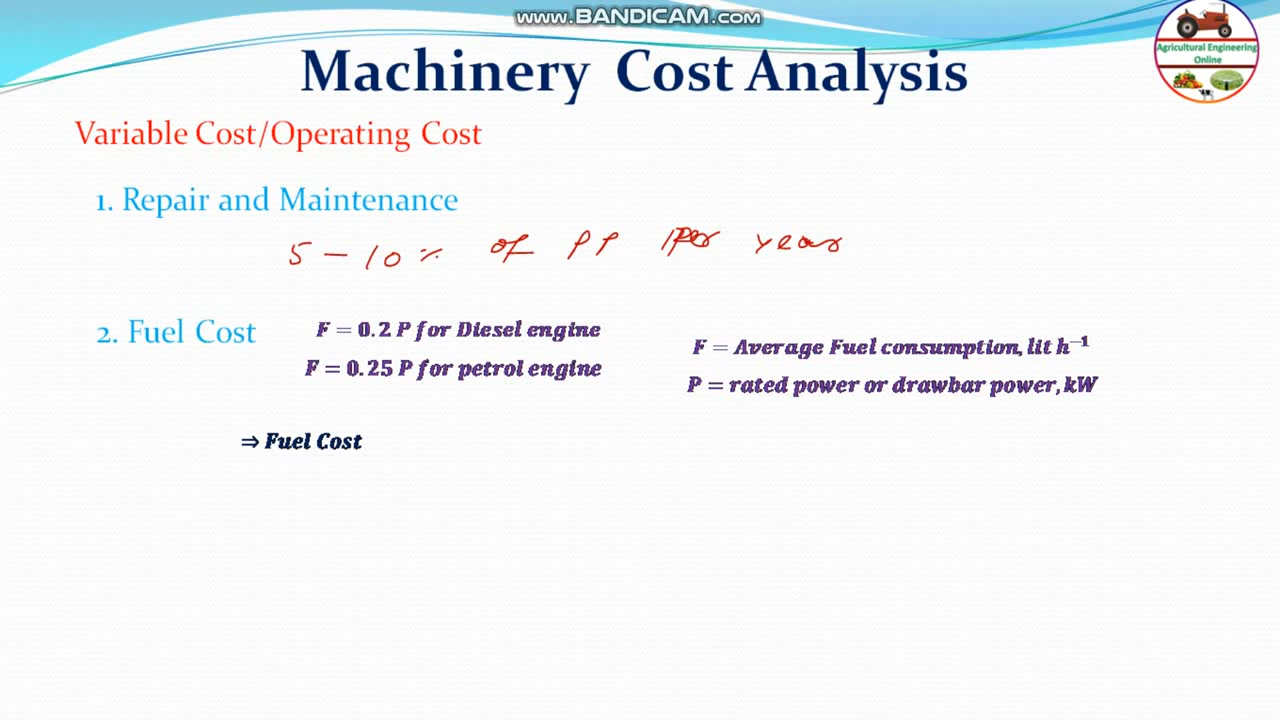 www.BANDICAM.com
Machinery Cost Analysis
Agricultural Engineering
Online
Variable Cost/Operating Cost
1. Repair and Maintenance
5 - 10 % of PP Per year
2. Fuel Cost
F = 0.2 P for Diesel engine
F = 0.25 P for petrol engine
F = Average Fuel consumption, lit h⁻¹
P = rated power or drawbar power, kW
⇒ Fuel Cost